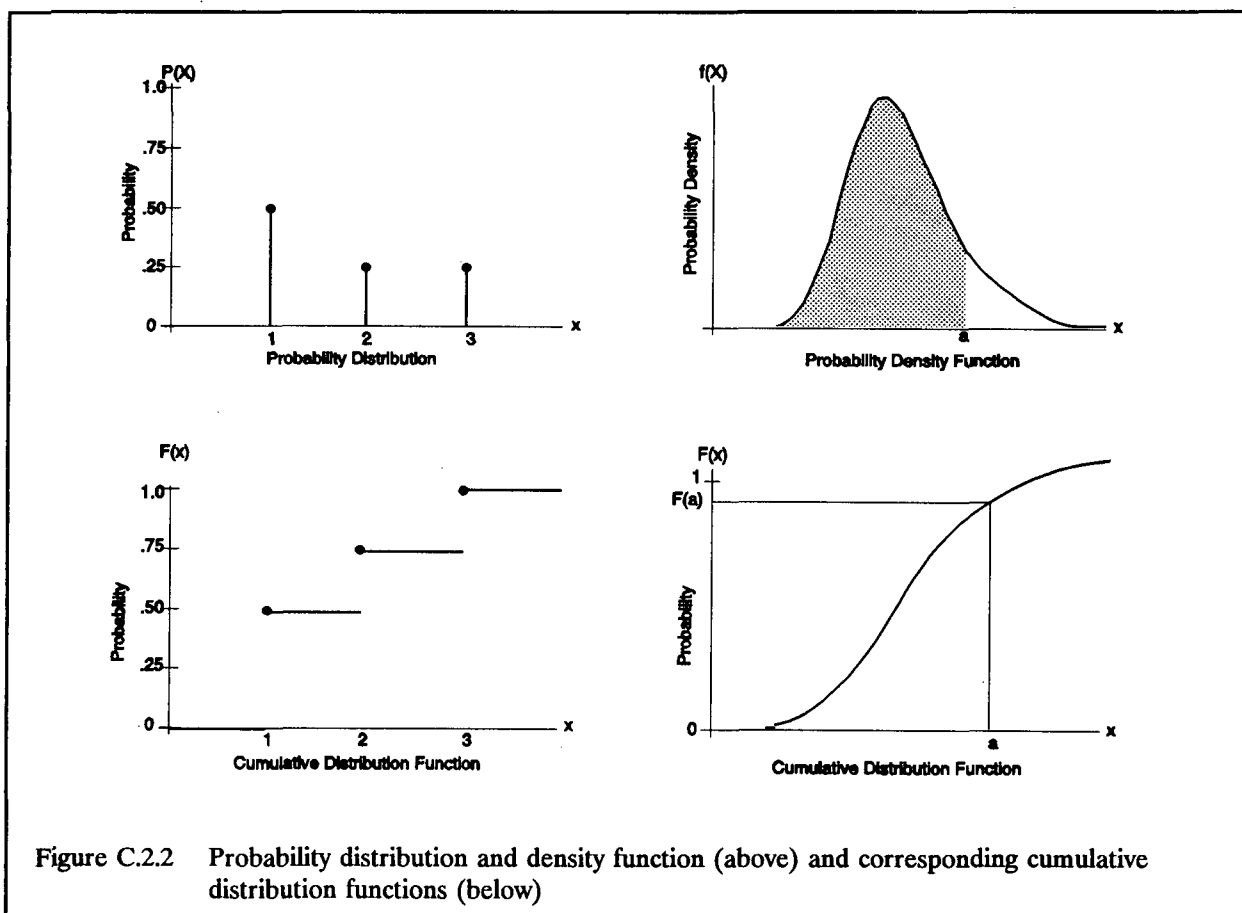 P(X)
1.0
.75
.50
.25
0
Probability
1 2 3
x
Probability Distribution
f(X)
Probability Density
a
x
Probability Density Function
F(x)
1.0
.75
.50
.25
0
Probability
1 2 3
x
Cumulative Distribution Function
F(x)
1
F(a)
0
Probability
a
x
Cumulative Distribution Function
Figure C.2.2 Probability distribution and density function (above) and corresponding cumulative
distribution functions (below)